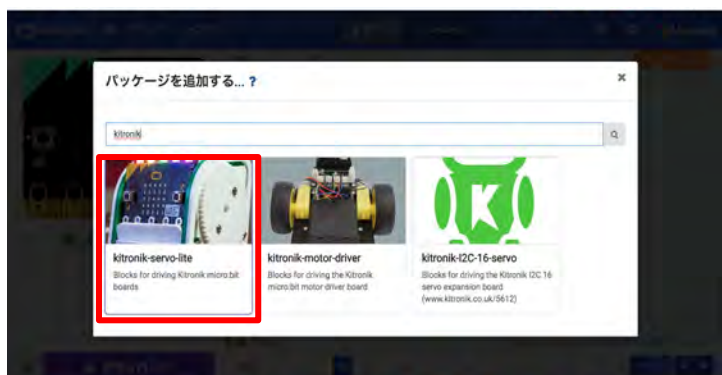 パッケージを追加する... ?
×
kitronik
kitronik-servo-lite
Blocks for driving Kitronik micro:bit
boards
kitronik-motor-driver
Blocks for driving the Kitronik
micro:bit motor driver board
kitronik-I2C-16-servo
Blocks for driving the Kitronik I2C 16
servo expansion board
(www.kitronik.co.uk/5612)